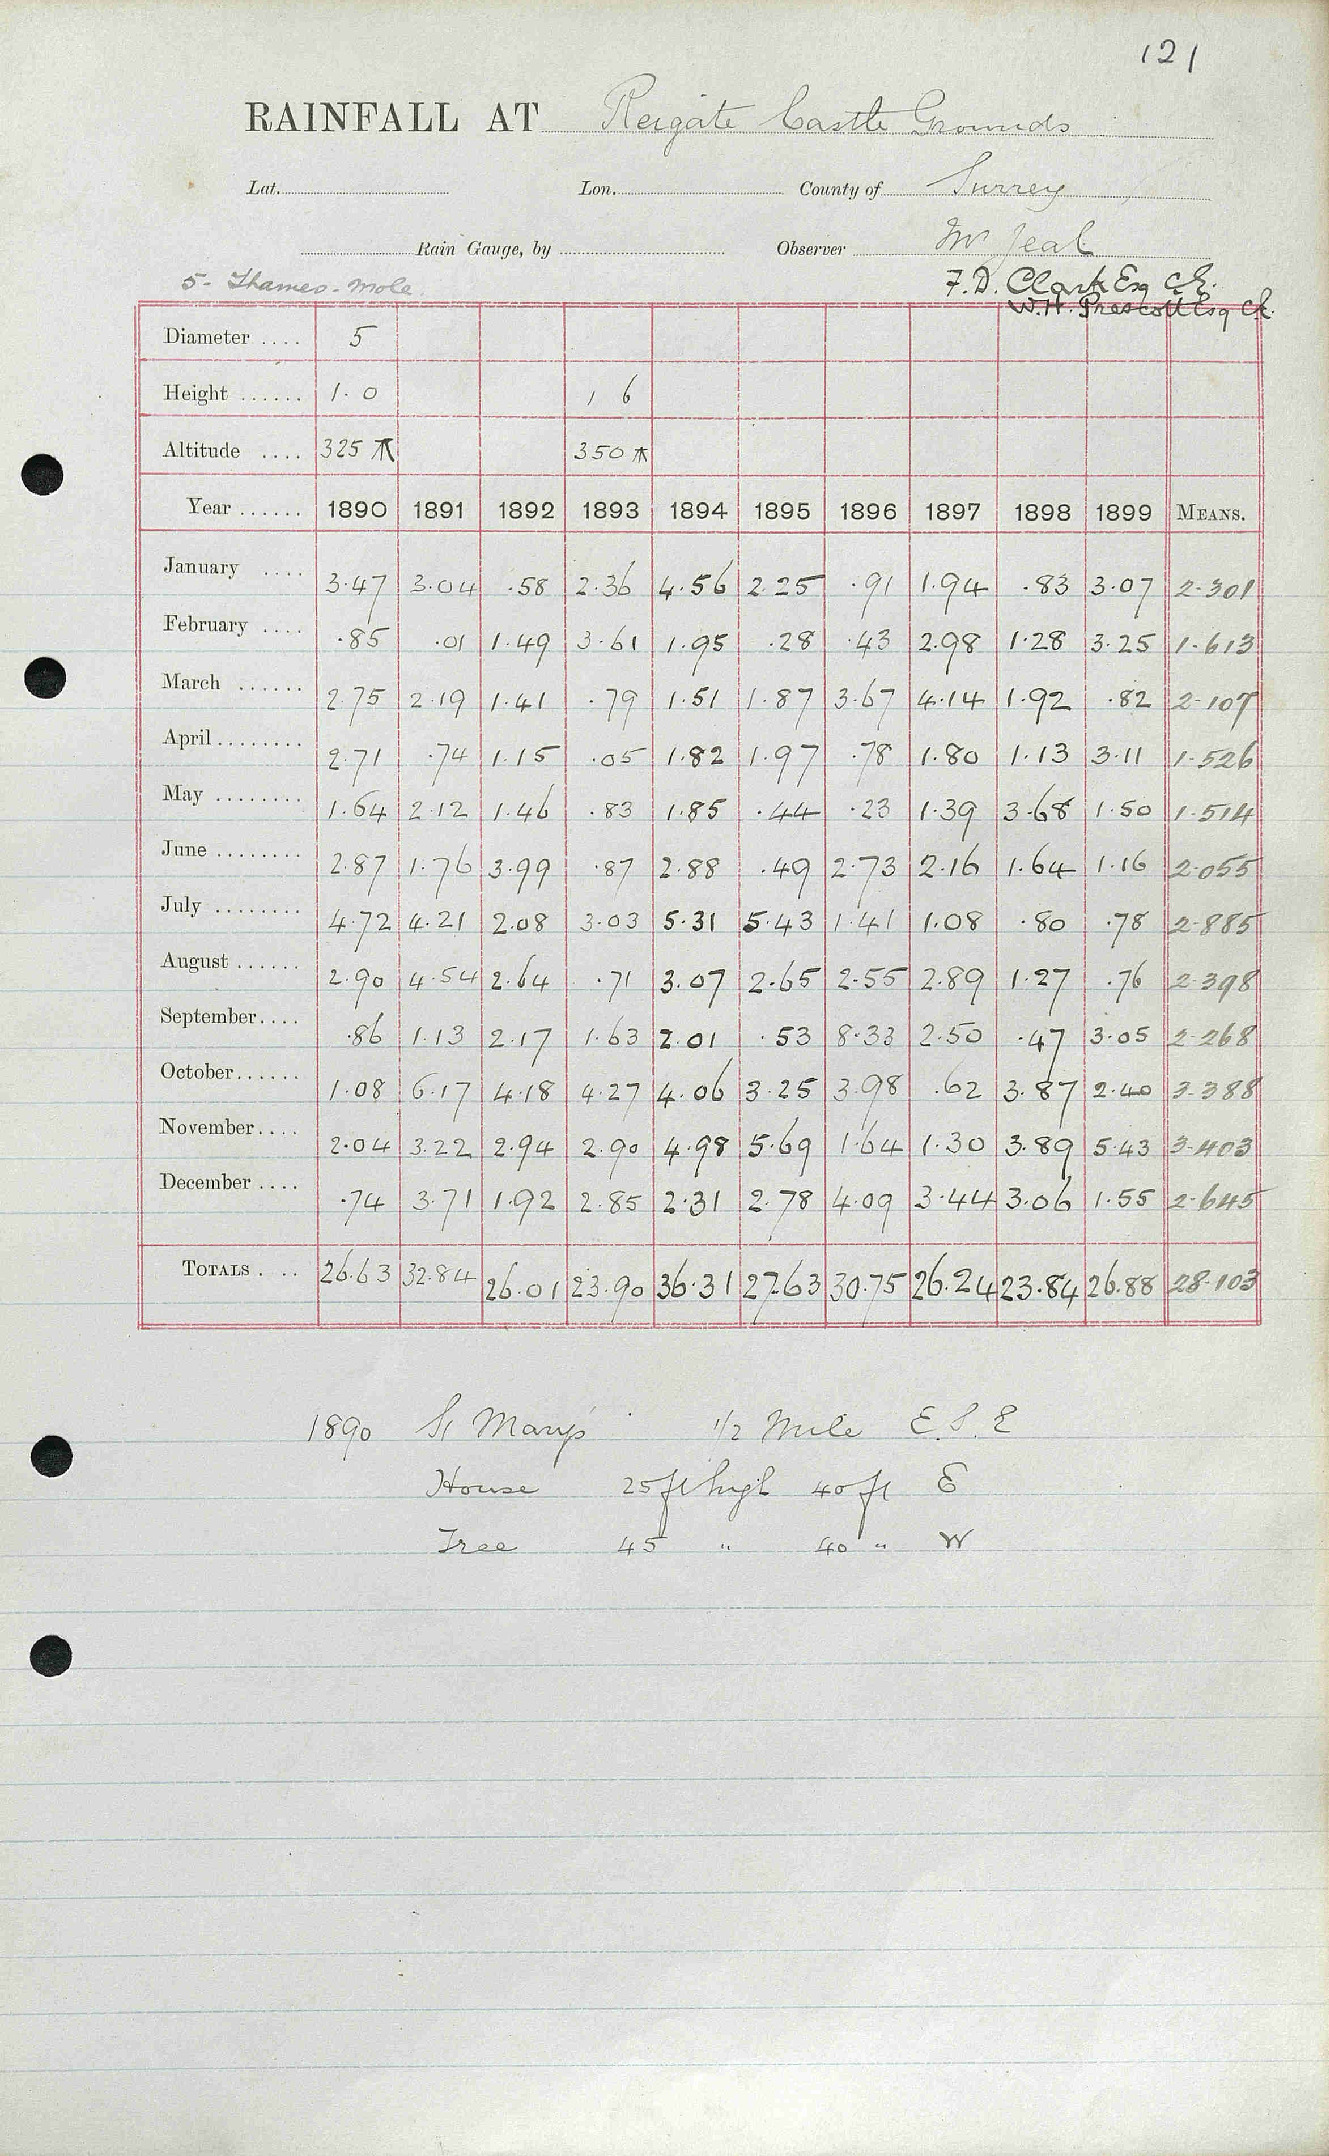 121
RAINFALL AT Reigate Castle Grounds
Lat. Lon. County of Surrey
Rain Gauge, by Observer Mr Jeal
5 - Thames - Mole. F. D. Clark Esq C.E.
W. H. Prescott Esq CE.
Diameter .... 5
Height ...... 1.0 1 6
Altitude .... 325 350
Year ...... 1890 1891 1892 1893 1894 1895 1896 1897 1898 1899 MEANS.
January .... 3.47 3.04 .58 2.36 4.56 2.25 .91 1.94 .83 3.07 2.301
February .... .85 .01 1.49 3.61 1.95 .28 .43 2.98 1.28 3.25 1.613
March ...... 2.75 2.19 1.41 .79 1.51 1.87 3.67 4.14 1.92 .82 2.107
April ........ 2.71 .74 1.15 .05 1.82 1.97 .78 1.80 1.13 3.11 1.526
May ........ 1.64 2.12 1.46 .83 1.85 .44 .23 1.39 3.68 1.50 1.514
June ........ 2.87 1.76 3.99 .87 2.88 .49 2.73 2.16 1.64 1.16 2.055
July ........ 4.72 4.21 2.08 3.03 5.31 5.43 1.41 1.08 .80 .78 2.885
August ...... 2.90 4.54 2.64 .71 3.07 2.65 2.55 2.89 1.27 .76 2.398
September .... .86 1.13 2.17 1.63 2.01 .53 8.33 2.50 .47 3.05 2.268
October ...... 1.08 6.17 4.18 4.27 4.06 3.25 3.98 .62 3.87 2.40 3.388
November .... 2.04 3.22 2.94 2.90 4.98 5.69 1.64 1.30 3.89 5.43 3.403
December .... .74 3.71 1.92 2.85 2.31 2.78 4.09 3.44 3.06 1.55 2.645
TOTALS .... 26.63 32.84 26.01 23.90 36.31 27.63 30.75 26.24 23.84 26.88 28.103
1890 St Mary's 1/2 Mile E.S.E
House 25 ft high 40 ft E
Tree 45 " 40 " W